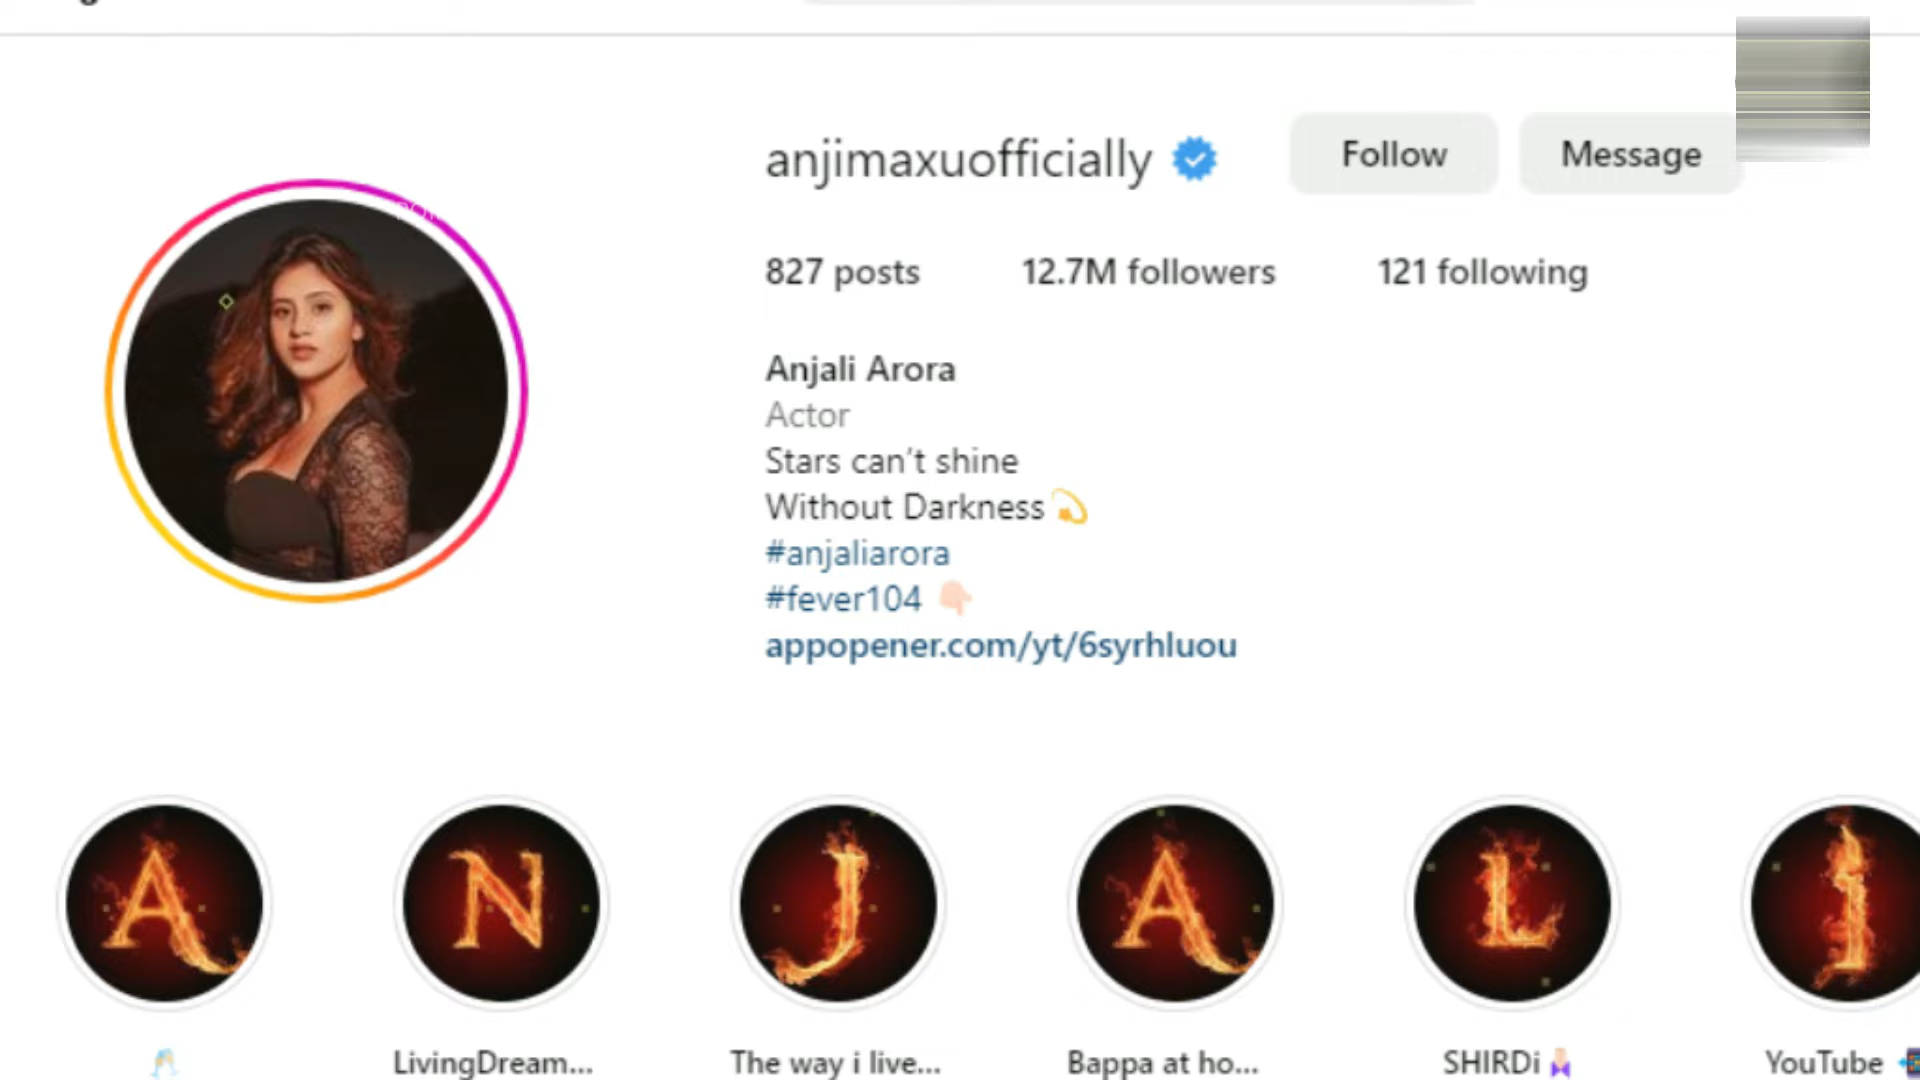 anjimaxuofficially
Follow
Message
827 posts
12.7M followers
121 following
Anjali Arora
Actor
Stars can't shine
Without Darkness 💫
#anjaliarora
#fever104 👇🏻
appopener.com/yt/6syrhluou
A
N
J
A
L
I
🥂
LivingDream...
The way i live...
Bappa at ho...
SHIRDi
YouTube